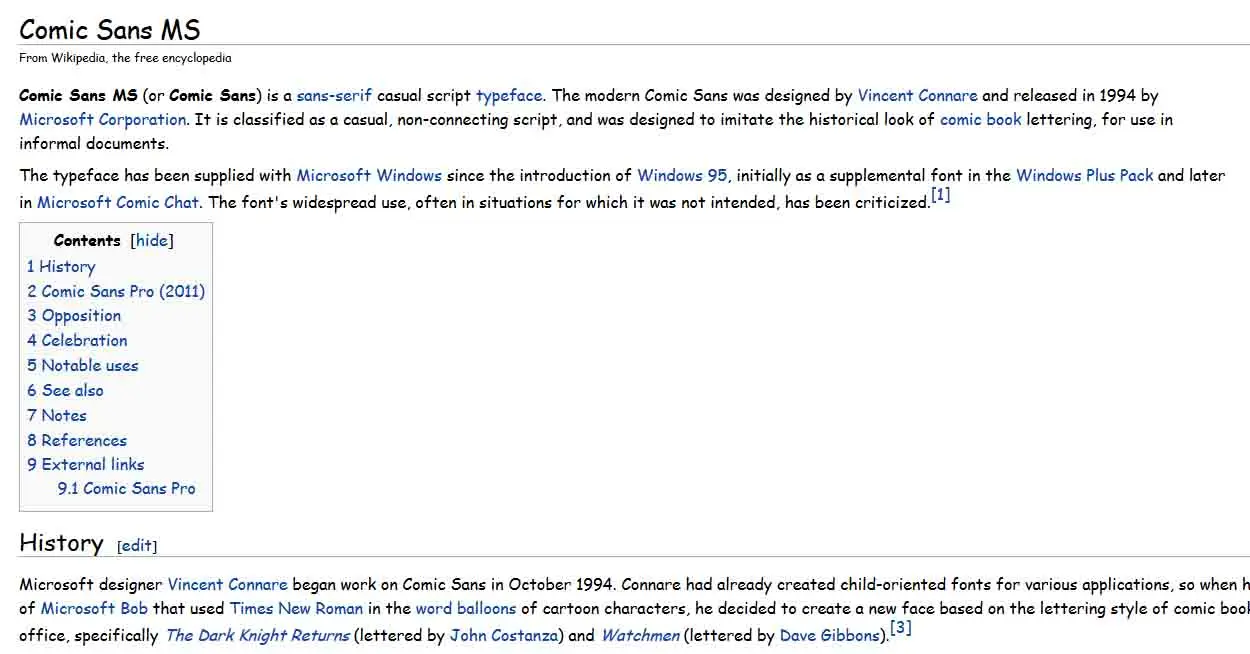 Comic Sans MS
From Wikipedia, the free encyclopedia
Comic Sans MS (or Comic Sans) is a sans-serif casual script typeface. The modern Comic Sans was designed by Vincent Connare and released in 1994 by
Microsoft Corporation. It is classified as a casual, non-connecting script, and was designed to imitate the historical look of comic book lettering, for use in
informal documents.
The typeface has been supplied with Microsoft Windows since the introduction of Windows 95, initially as a supplemental font in the Windows Plus Pack and later
in Microsoft Comic Chat. The font's widespread use, often in situations for which it was not intended, has been criticized.[1]
Contents [hide]
1 History
2 Comic Sans Pro (2011)
3 Opposition
4 Celebration
5 Notable uses
6 See also
7 Notes
8 References
9 External links
9.1 Comic Sans Pro
History [edit]
Microsoft designer Vincent Connare began work on Comic Sans in October 1994. Connare had already created child-oriented fonts for various applications, so when
of Microsoft Bob that used Times New Roman in the word balloons of cartoon characters, he decided to create a new face based on the lettering style of comic
office, specifically The Dark Knight Returns (lettered by John Costanza) and Watchmen (lettered by Dave Gibbons).[3]